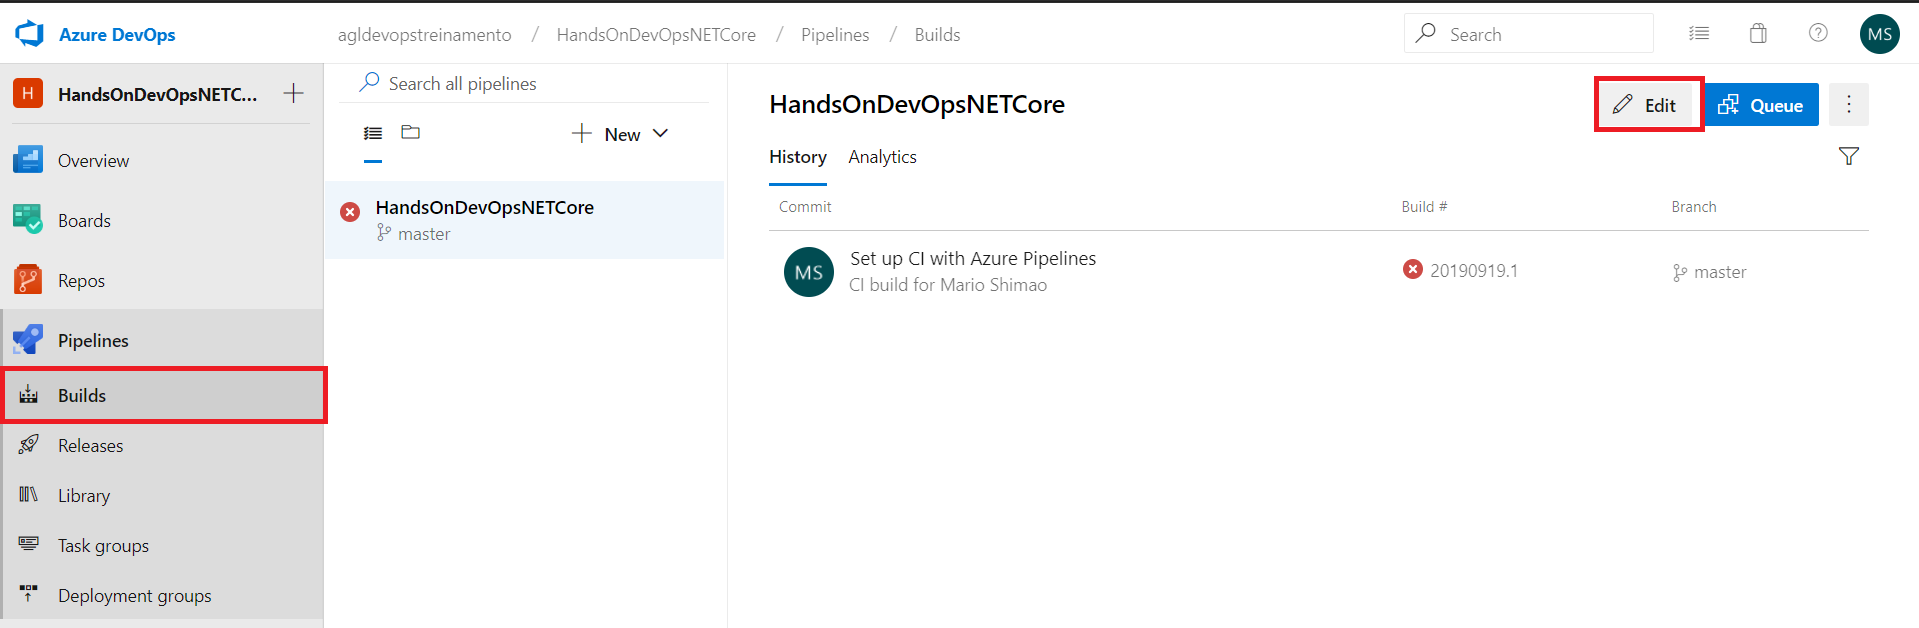 Azure DevOps
agldevopstreinamento / HandsOnDevOpsNETCore / Pipelines / Builds
Search
MS
H
HandsOnDevOpsNETC...
Overview
Boards
Repos
Pipelines
Builds
Releases
Library
Task groups
Deployment groups
Search all pipelines
New
HandsOnDevOpsNETCore
master
HandsOnDevOpsNETCore
Edit
Queue
History Analytics
Commit Build # Branch
MS
Set up CI with Azure Pipelines
CI build for Mario Shimao
20190919.1
master